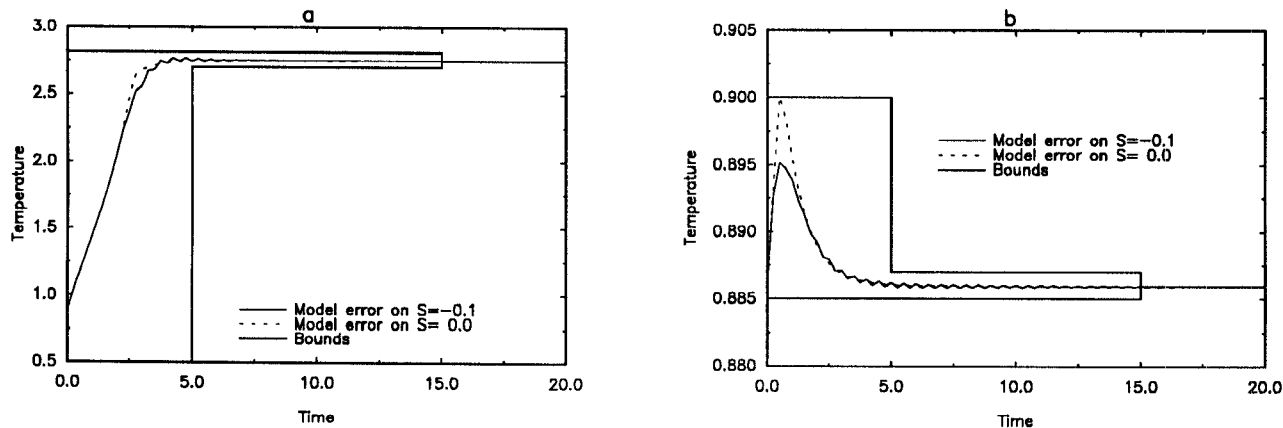 a
3.0
2.5
2.0
1.5
1.0
0.5
Temperature
Model error on S=-0.1
Model error on S= 0.0
Bounds
0.0
5.0
10.0
15.0
20.0
Time
b
0.905
0.900
0.895
0.890
0.885
0.880
Temperature
Model error on S=-0.1
Model error on S= 0.0
Bounds
0.0
5.0
10.0
15.0
20.0
Time